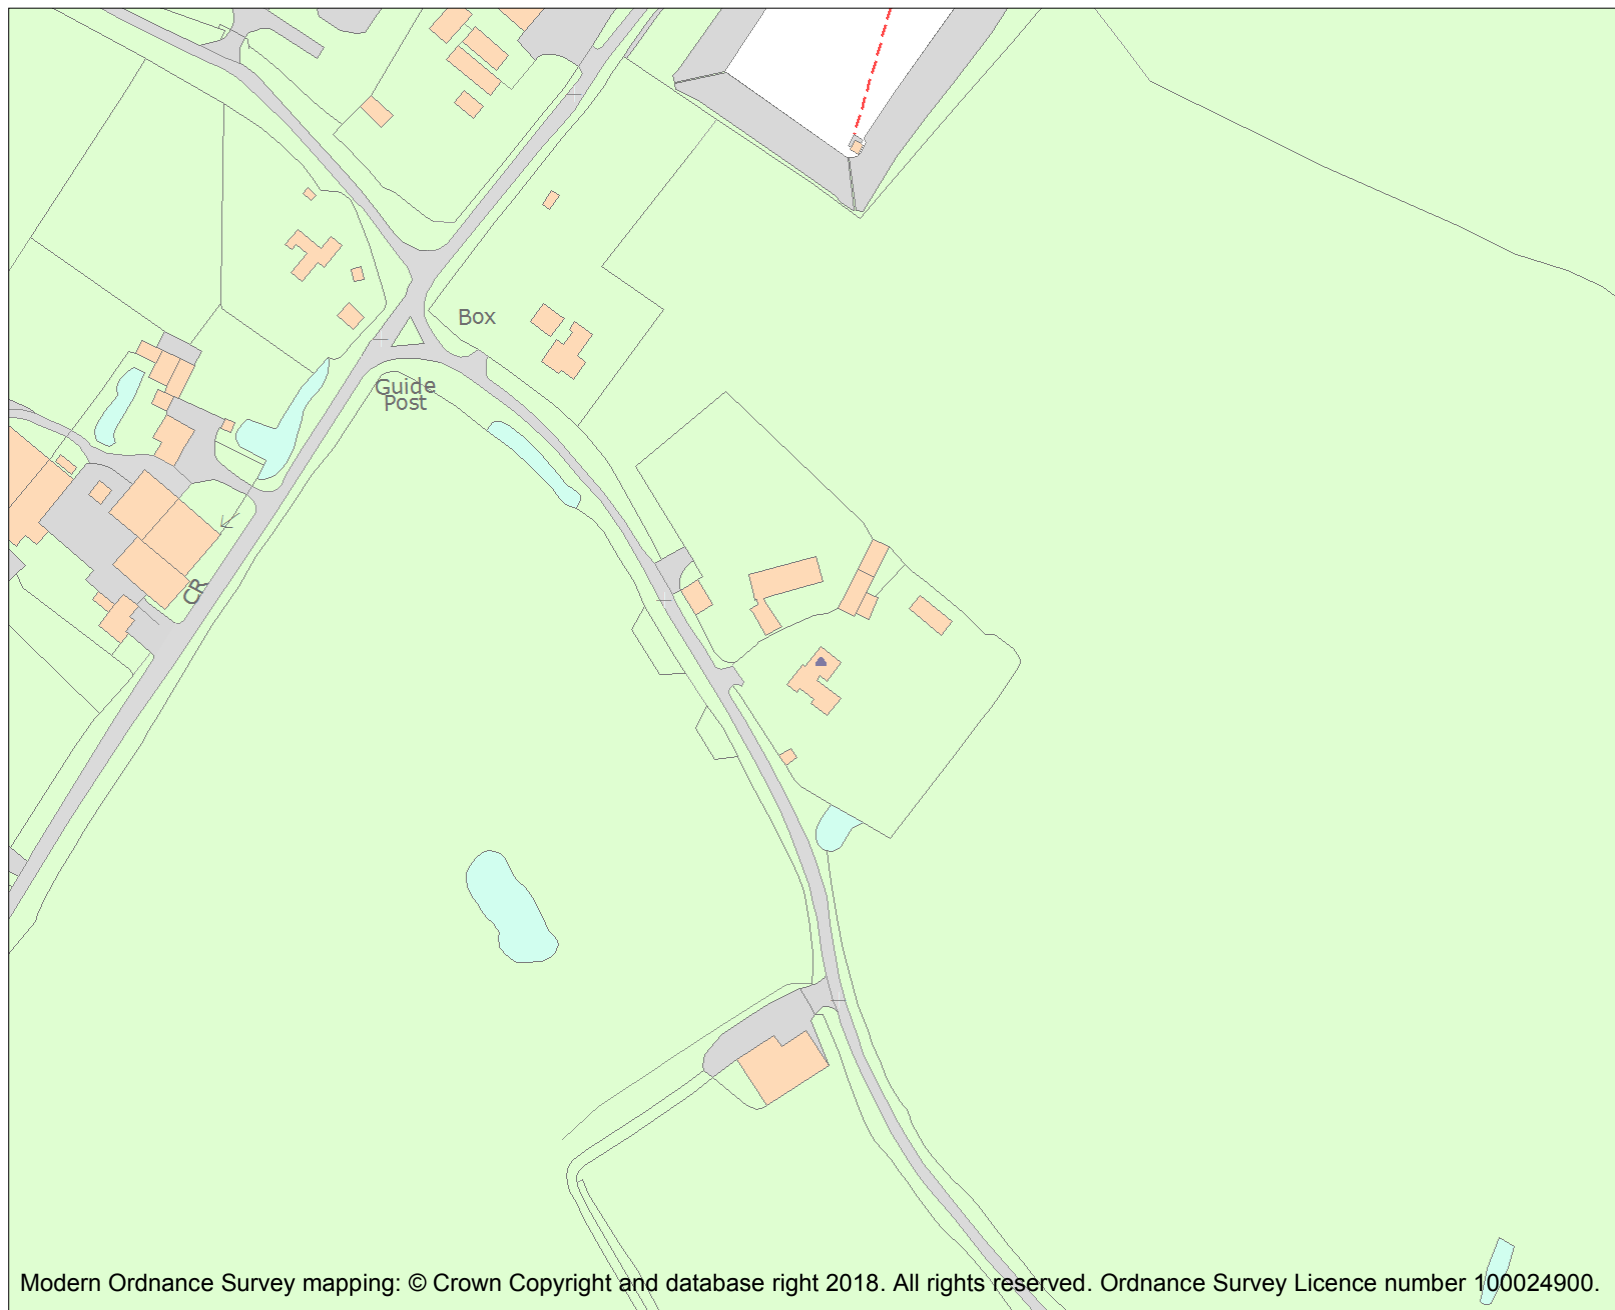 Box
Guide
Post
CR
Modern Ordnance Survey mapping: © Crown Copyright and database right 2018. All rights reserved. Ordnance Survey Licence number 100024900.